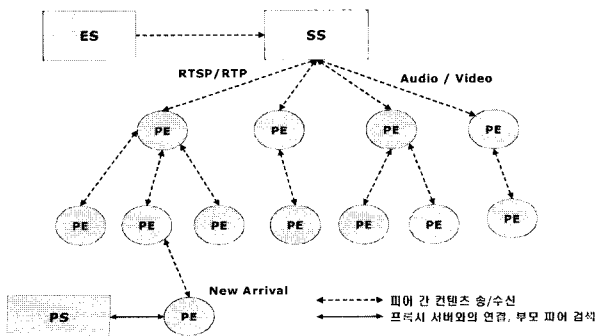 ES
SS
RTSP/RTP
Audio / Video
PE
PE
PE
PE
PE
PE
PE
PE
PE
PE
PE
New Arrival
PS
PE
피어 간 컨텐츠 송/수신
프록시 서버와의 연결, 부모 피어 검색